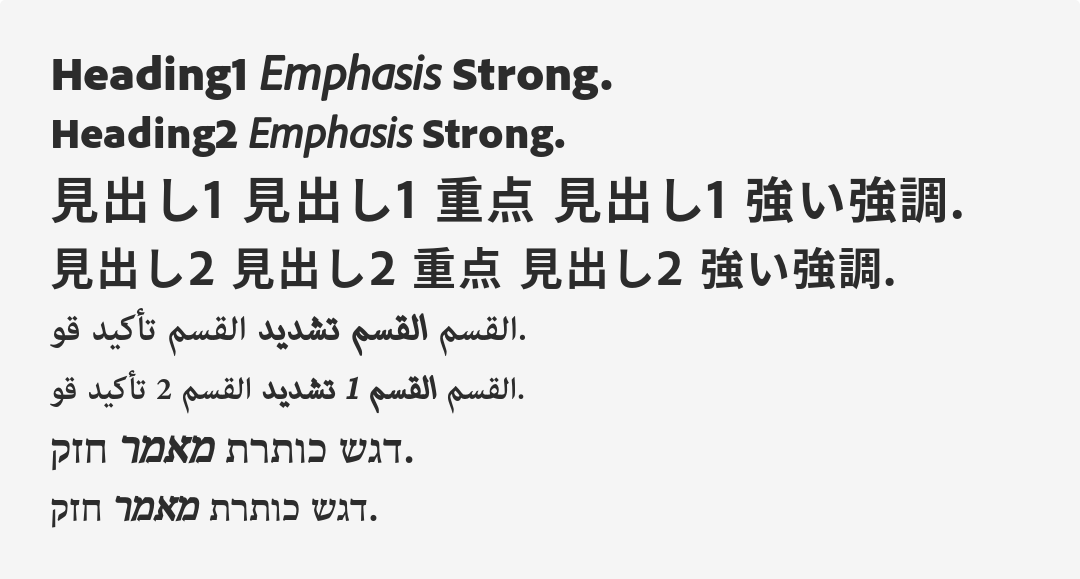 Heading1 Emphasis Strong.
Heading2 Emphasis Strong.
見出し1 見出し1 重点 見出し1 強い強調.
見出し2 見出し2 重点 見出し2 強い強調.
القسم القسم تشديد القسم تأكيد قو.
القسم القسم 1 تشديد القسم 2 تأكيد قو.
דגש כותרת מאמר חזק.
דגש כותרת מאמר חזק.